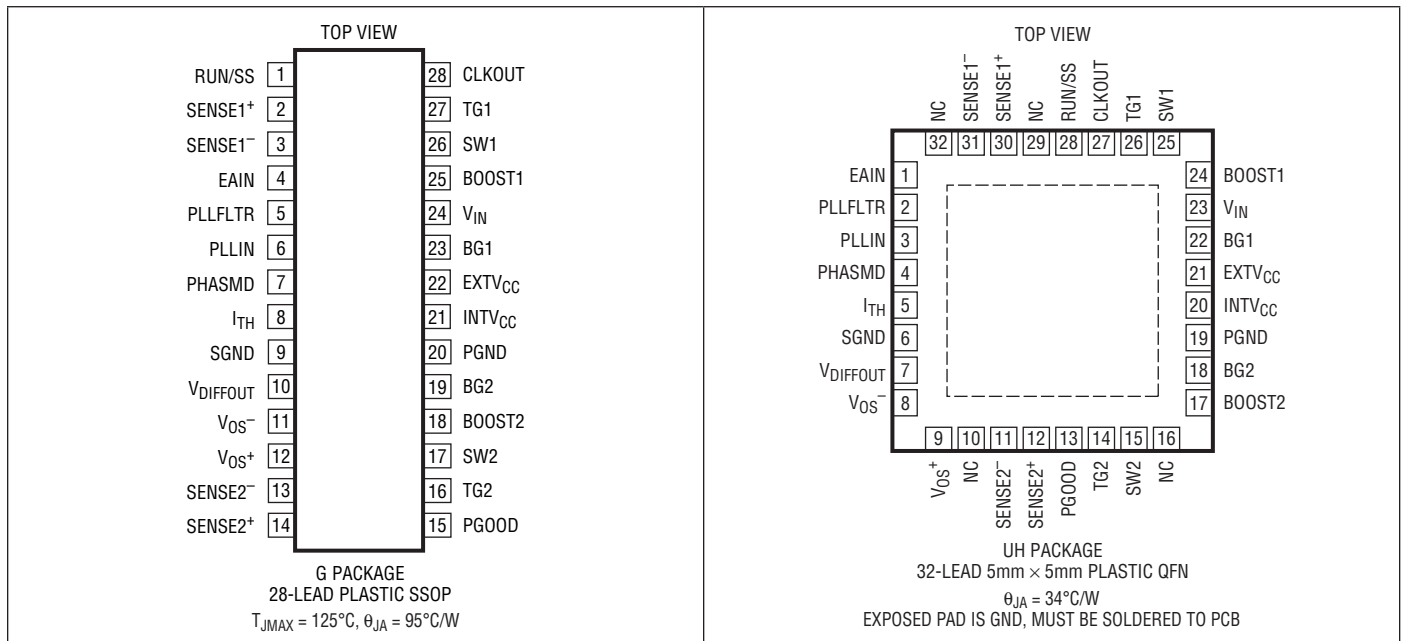 TOP VIEW
RUN/SS 1
SENSE1+ 2
SENSE1– 3
EAIN 4
PLLFLTR 5
PLLIN 6
PHASMD 7
ITH 8
SGND 9
VDIFFOUT 10
VOS– 11
VOS+ 12
SENSE2– 13
SENSE2+ 14
28 CLKOUT
27 TG1
26 SW1
25 BOOST1
24 VIN
23 BG1
22 EXTVCC
21 INTVCC
20 PGND
19 BG2
18 BOOST2
17 SW2
16 TG2
15 PGOOD
G PACKAGE
28-LEAD PLASTIC SSOP
TJMAX = 125°C, θJA = 95°C/W
TOP VIEW
NC
SENSE1–
SENSE1+
NC
RUN/SS
CLKOUT
TG1
SW1
32 31 30 29 28 27 26 25
EAIN 1
PLLFLTR 2
PLLIN 3
PHASMD 4
ITH 5
SGND 6
VDIFFOUT 7
VOS– 8
24 BOOST1
23 VIN
22 BG1
21 EXTVCC
20 INTVCC
19 PGND
18 BG2
17 BOOST2
9 10 11 12 13 14 15 16
VOS+
NC
SENSE2–
SENSE2+
PGOOD
TG2
SW2
NC
UH PACKAGE
32-LEAD 5mm × 5mm PLASTIC QFN
θJA = 34°C/W
EXPOSED PAD IS GND, MUST BE SOLDERED TO PCB